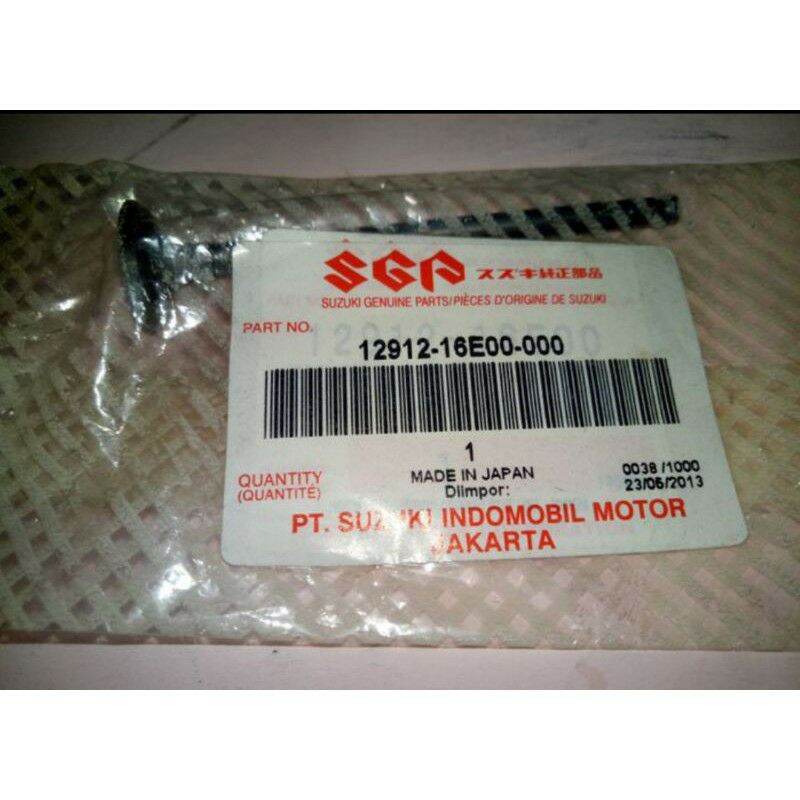 SGP スズキ純正部品
SUZUKI GENUINE PARTS/PIÈCES D'ORIGINE DE SUZUKI
PART NO.
12912-16E00-000
1
QUANTITY
(QUANTITÉ)
MADE IN JAPAN
DIimpor:
0038 /1000
23/06/2013
PT. SUZUKI INDOMOBIL MOTOR
JAKARTA